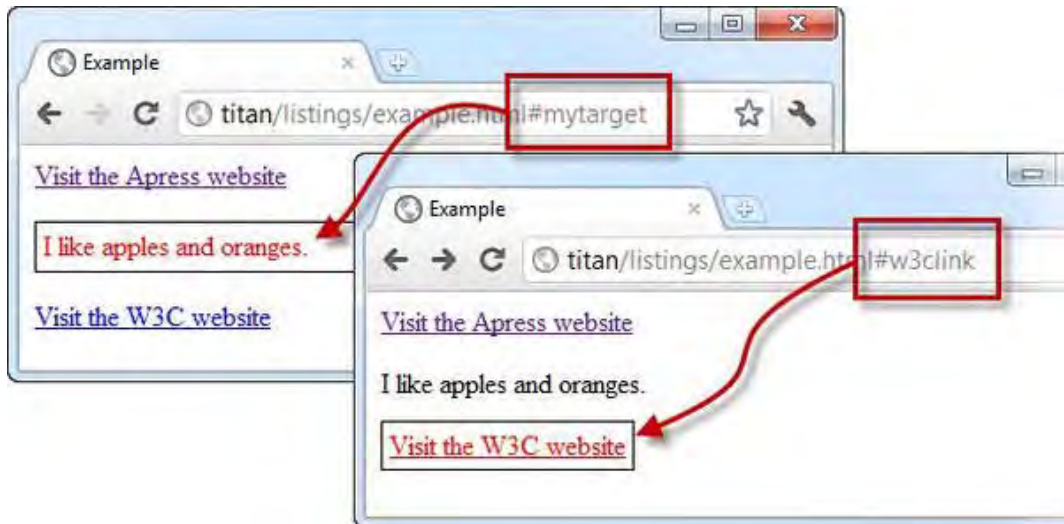 Example
titan/listings/example.html#mytarget
Visit the Apress website
I like apples and oranges.
Visit the W3C website
Example
titan/listings/example.html#w3clink
Visit the Apress website
I like apples and oranges.
Visit the W3C website